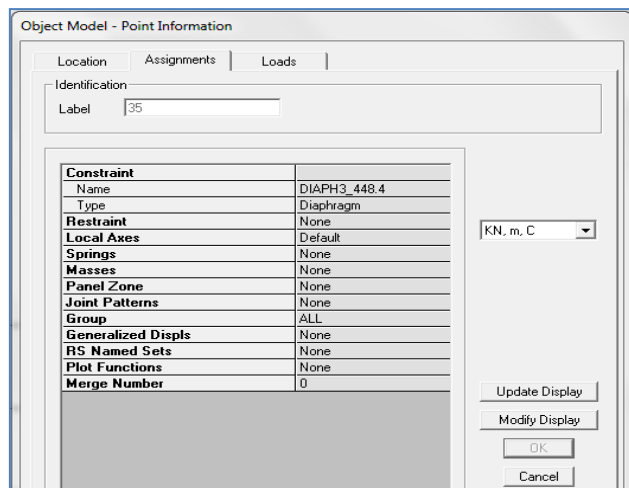 Object Model - Point Information
Location Assignments Loads
Identification
Label 35
Constraint
Name DIAPH3_448.4
Type Diaphragm
Restraint None
Local Axes Default
Springs None
Masses None
Panel Zone None
Joint Patterns None
Group ALL
Generalized Displs None
RS Named Sets None
Plot Functions None
Merge Number 0
KN, m, C
Update Display
Modify Display
OK
Cancel